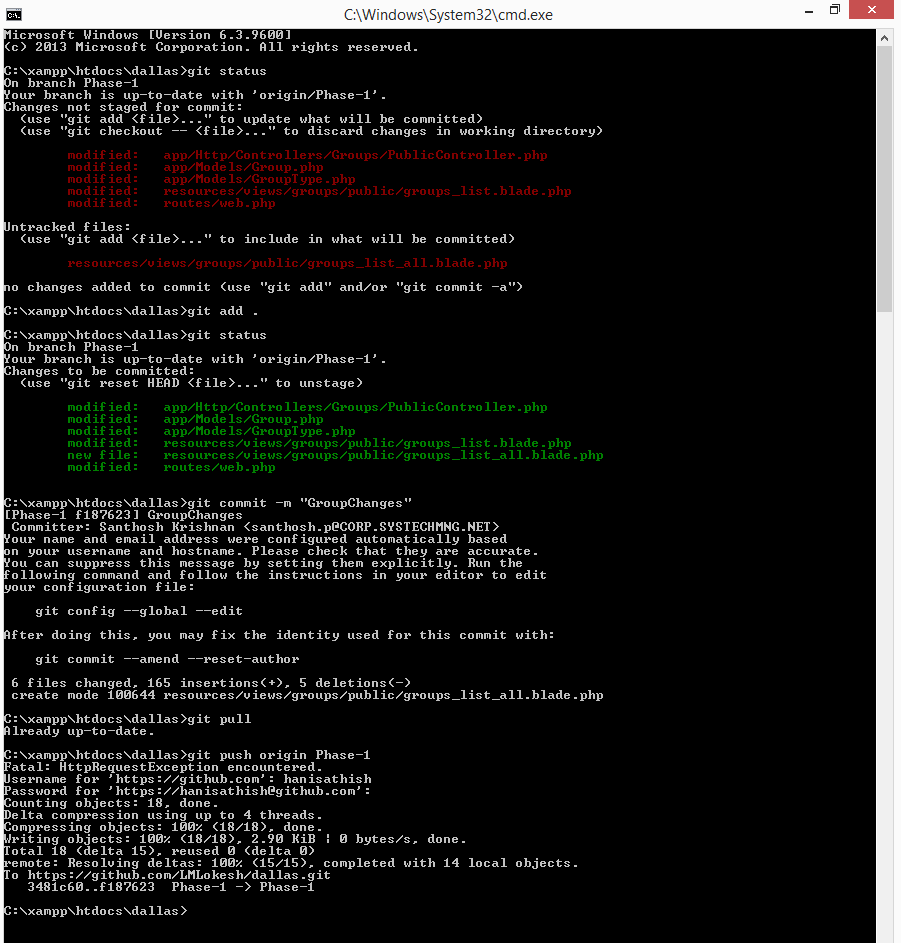 C:\Windows\System32\cmd.exe
Microsoft Windows [Version 6.3.9600]
(c) 2013 Microsoft Corporation. All rights reserved.
C:\xampp\htdocs\dallas>git status
On branch Phase-1
Your branch is up-to-date with 'origin/Phase-1'.
Changes not staged for commit:
(use "git add <file>..." to update what will be committed)
(use "git checkout -- <file>..." to discard changes in working directory)
modified: app/Http/Controllers/Groups/PublicController.php
modified: app/Models/Group.php
modified: app/Models/GroupType.php
modified: resources/views/groups/public/groups_list.blade.php
modified: routes/web.php
Untracked files:
(use "git add <file>..." to include in what will be committed)
resources/views/groups/public/groups_list_all.blade.php
no changes added to commit (use "git add" and/or "git commit -a")
C:\xampp\htdocs\dallas>git add .
C:\xampp\htdocs\dallas>git status
On branch Phase-1
Your branch is up-to-date with 'origin/Phase-1'.
Changes to be committed:
(use "git reset HEAD <file>..." to unstage)
modified: app/Http/Controllers/Groups/PublicController.php
modified: app/Models/Group.php
modified: app/Models/GroupType.php
modified: resources/views/groups/public/groups_list.blade.php
new file: resources/views/groups/public/groups_list_all.blade.php
modified: routes/web.php
C:\xampp\htdocs\dallas>git commit -m "GroupChanges"
[Phase-1 f187623] GroupChanges
Committer: Santhosh Krishnan <santhosh.p@CORP.SYSTECHMNG.NET>
Your name and email address were configured automatically based
on your username and hostname. Please check that they are accurate.
You can suppress this message by setting them explicitly. Run the
following command and follow the instructions in your editor to edit
your configuration file:
git config --global --edit
After doing this, you may fix the identity used for this commit with:
git commit --amend --reset-author
6 files changed, 165 insertions(+), 5 deletions(-)
create mode 100644 resources/views/groups/public/groups_list_all.blade.php
C:\xampp\htdocs\dallas>git pull
Already up-to-date.
C:\xampp\htdocs\dallas>git push origin Phase-1
Fatal: HttpRequestException encountered.
Username for 'https://github.com': hanisathish
Password for 'https://hanisathish@github.com':
Counting objects: 18, done.
Delta compression using up to 4 threads.
Compressing objects: 100% (18/18), done.
Writing objects: 100% (18/18), 2.90 KiB | 0 bytes/s, done.
Total 18 (delta 15), reused 0 (delta 0)
remote: Resolving deltas: 100% (15/15), completed with 14 local objects.
To https://github.com/LMLokesh/dallas.git
3481c60..f187623 Phase-1 -> Phase-1
C:\xampp\htdocs\dallas>